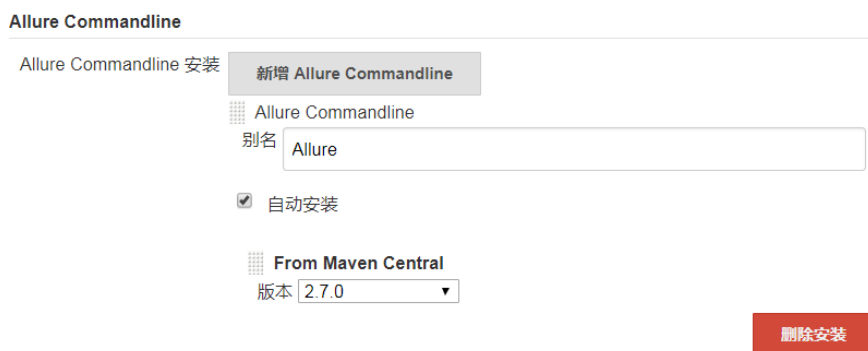 Allure Commandline
Allure Commandline 安装
新增 Allure Commandline
Allure Commandline
别名 Allure
自动安装
From Maven Central
版本 2.7.0
删除安装